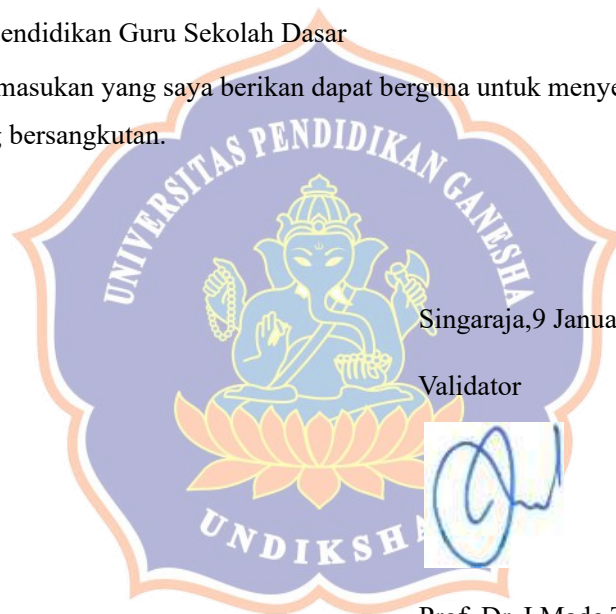 endidikan Guru Sekolah Dasar
masukan yang saya berikan dapat berguna untuk menye
bersangkutan.
UNIVERSITAS PENDIDIKAN GANESHA
Singaraja,9 Janua
Validator
UNDIKSHA